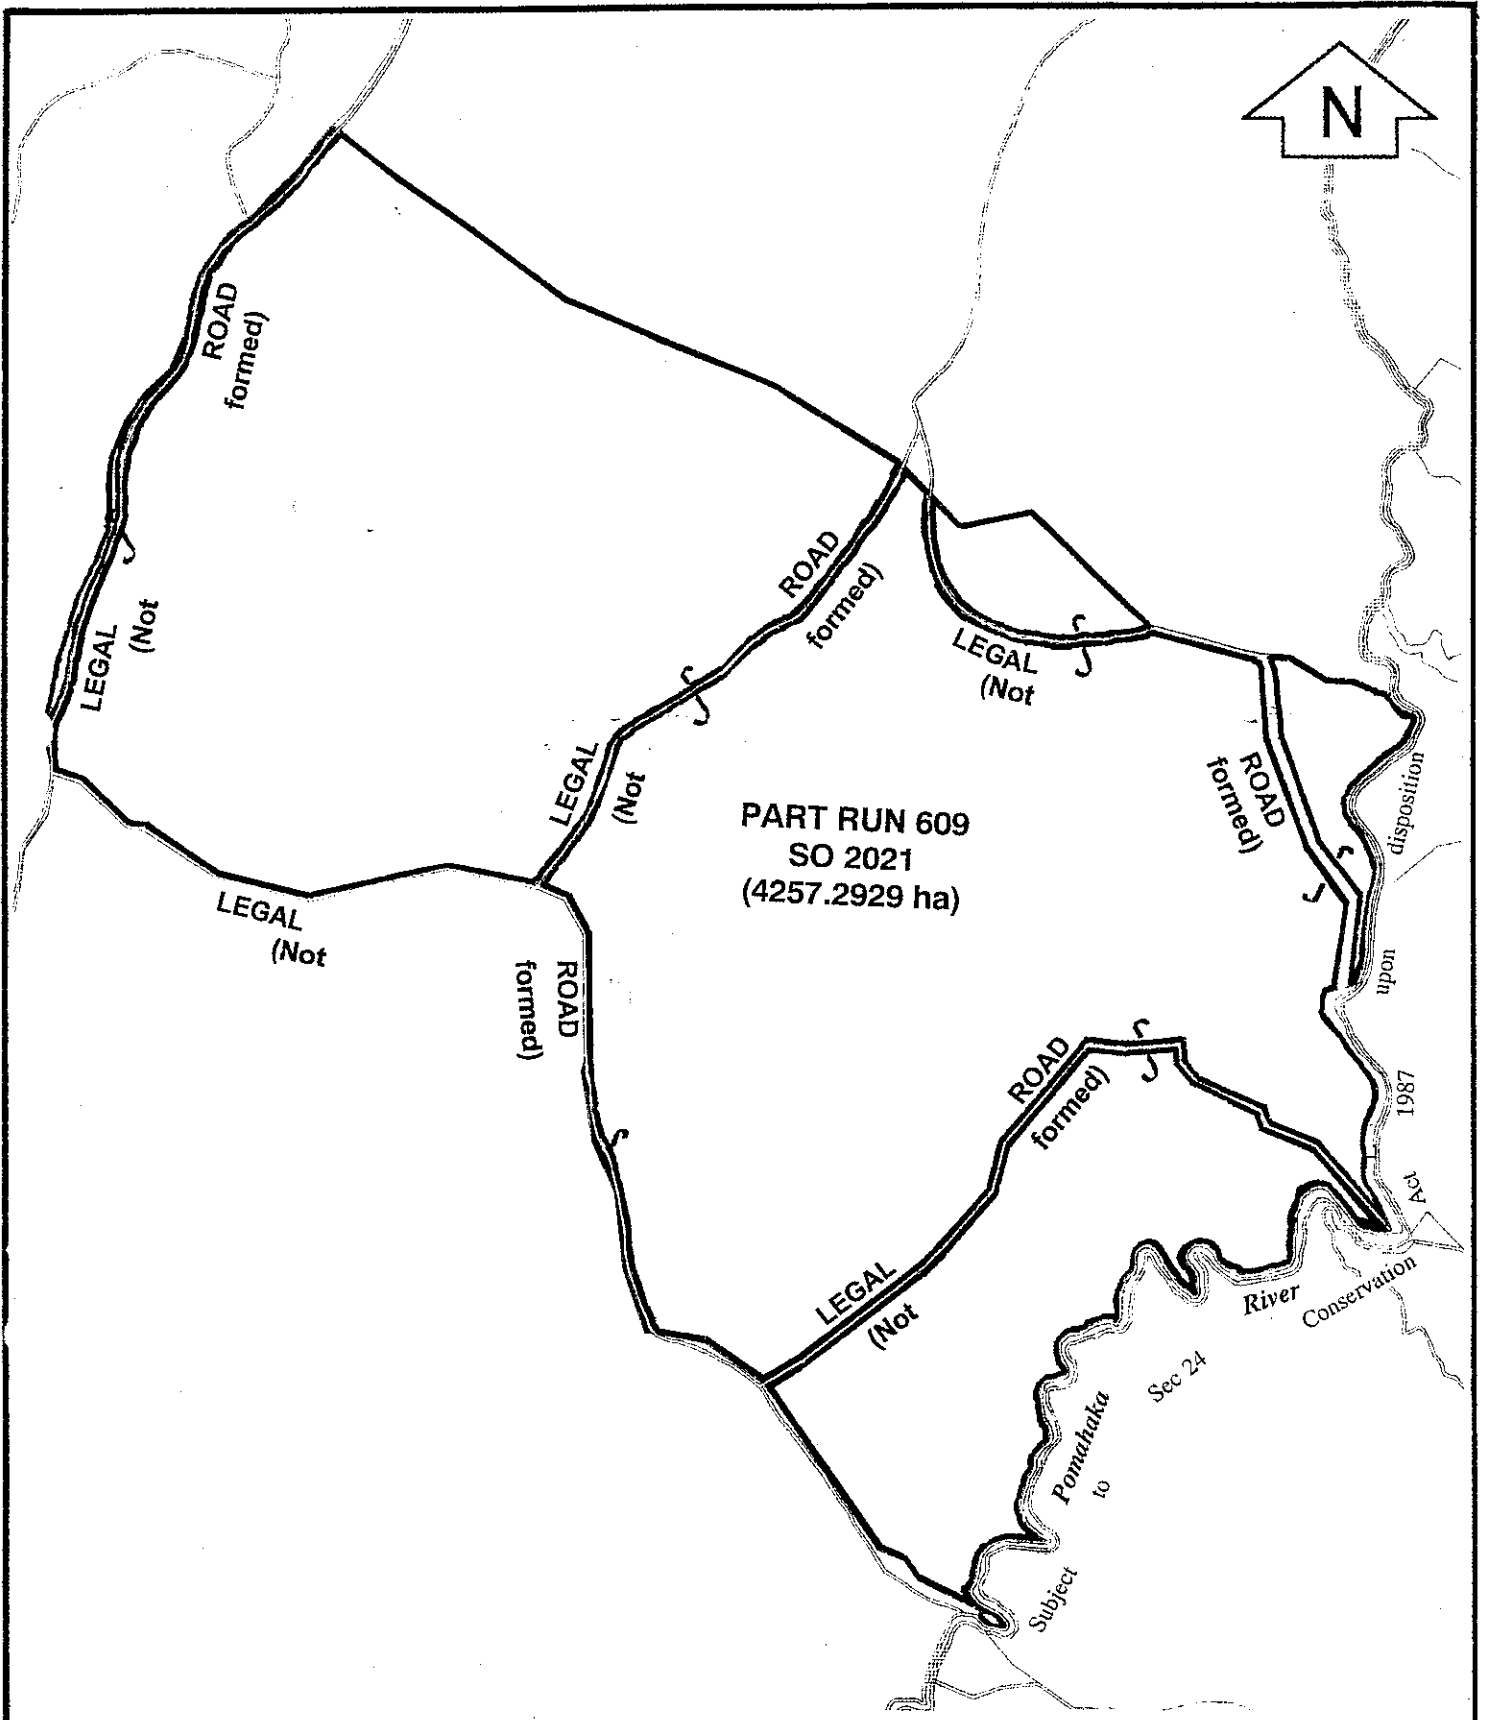 N
ROAD
formed)
LEGAL
(Not
ROAD
formed)
LEGAL
(Not
LEGAL
(Not
ROAD
formed)
PART RUN 609
SO 2021
(4257.2929 ha)
LEGAL
(Not
ROAD
formed)
ROAD
formed)
LEGAL
(Not
Pomahaka River
Subject to Sec 24 Conservation Act 1987 upon disposition